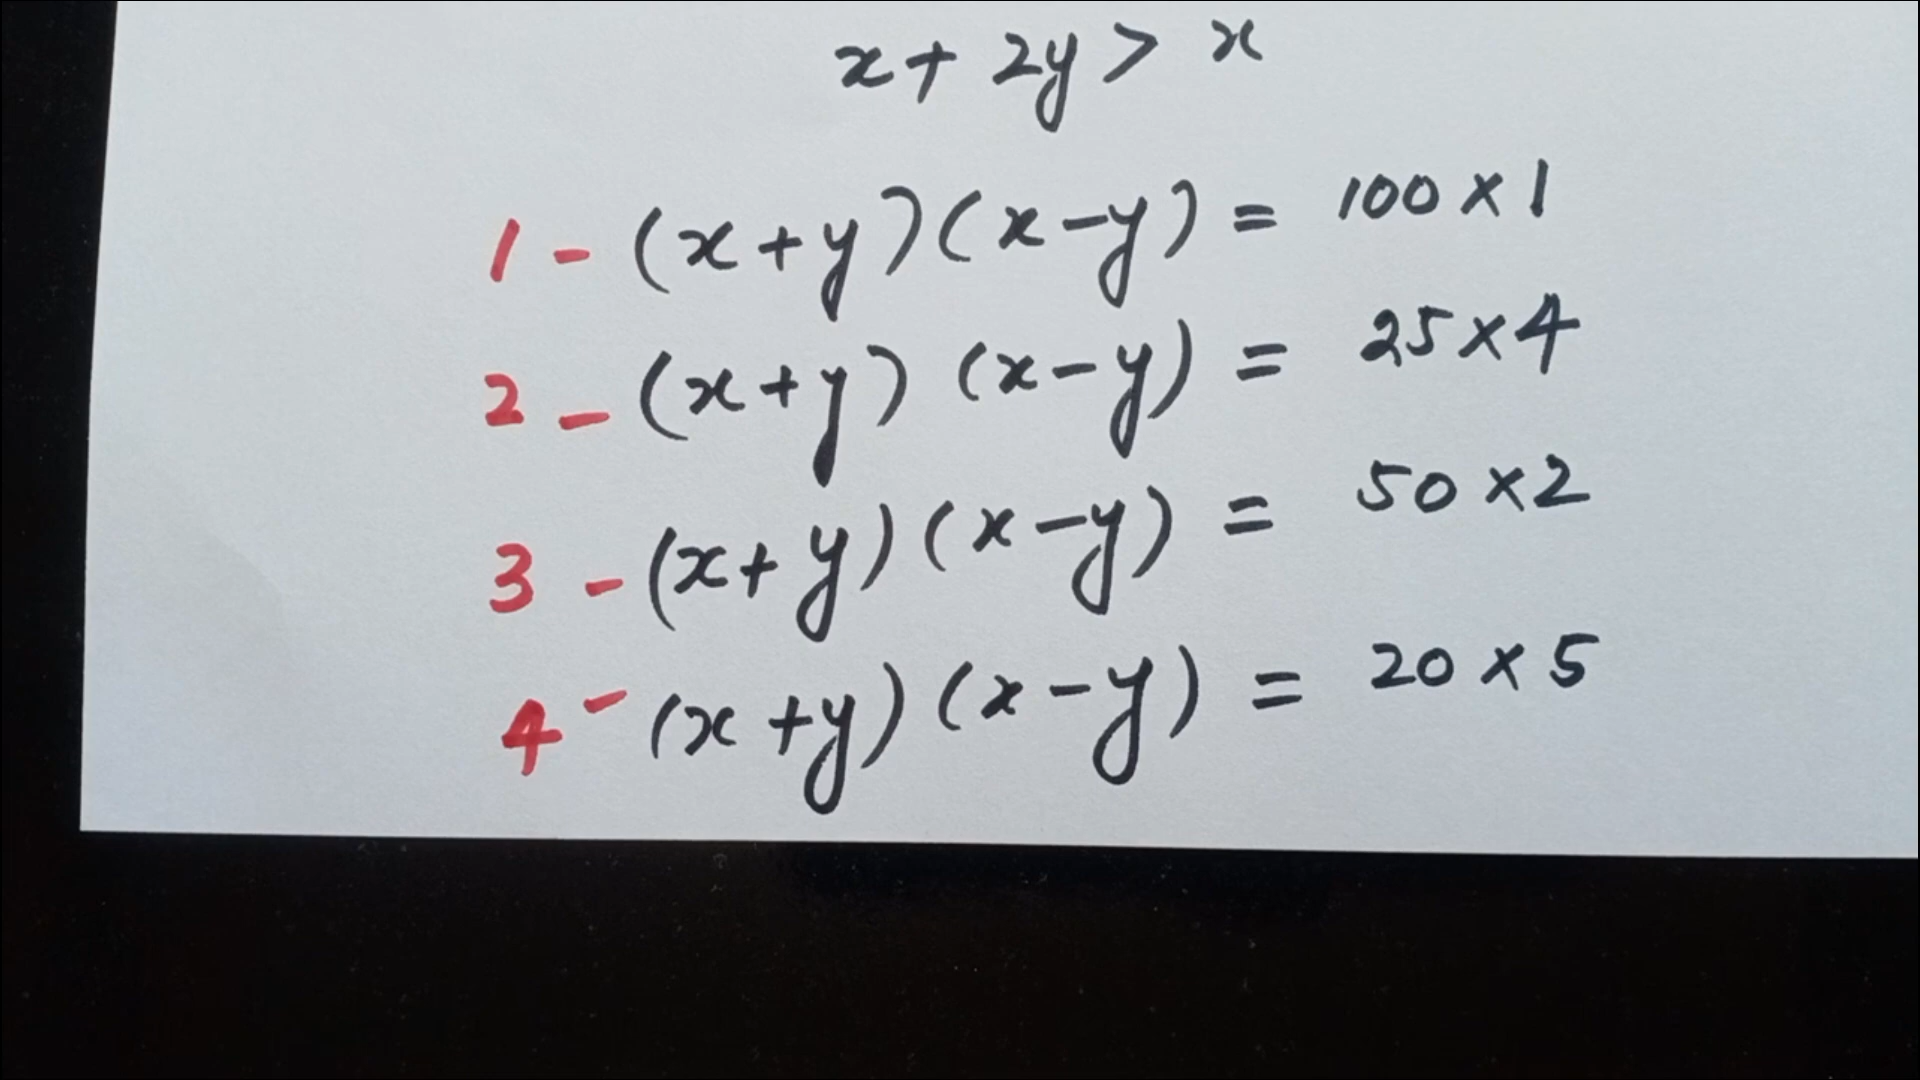 x + 2y > x
1 - (x+y)(x-y) = 100 × 1
2 - (x+y) (x-y) = 25 × 4
3 - (x+y)(x-y) = 50 × 2
4 - (x+y)(x-y) = 20 × 5